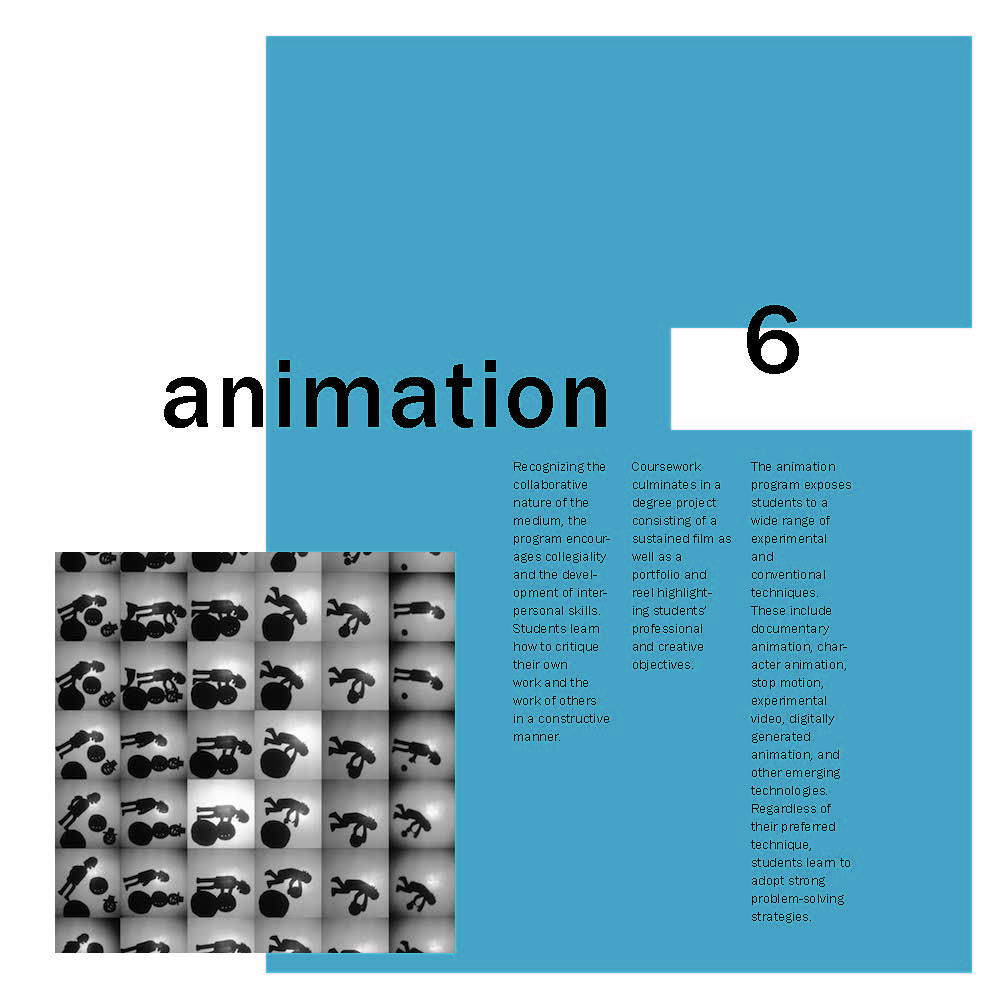 6
animation
Recognizing the
collaborative
nature of the
medium, the
program encour-
ages collegiality
and the devel-
opment of inter-
personal skills.
Students learn
how to critique
their own
work and the
work of others
in a constructive
manner.
Coursework
culminates in a
degree project
consisting of a
sustained film as
well as a
portfolio and
reel highlight-
ing students'
professional
and creative
objectives.
The animation
program exposes
students to a
wide range of
experimental
and
conventional
techniques.
These include
documentary
animation, char-
acter animation,
stop motion,
experimental
video, digitally
generated
animation, and
other emerging
technologies.
Regardless of
their preferred
technique,
students learn to
adopt strong
problem-solving
strategies.